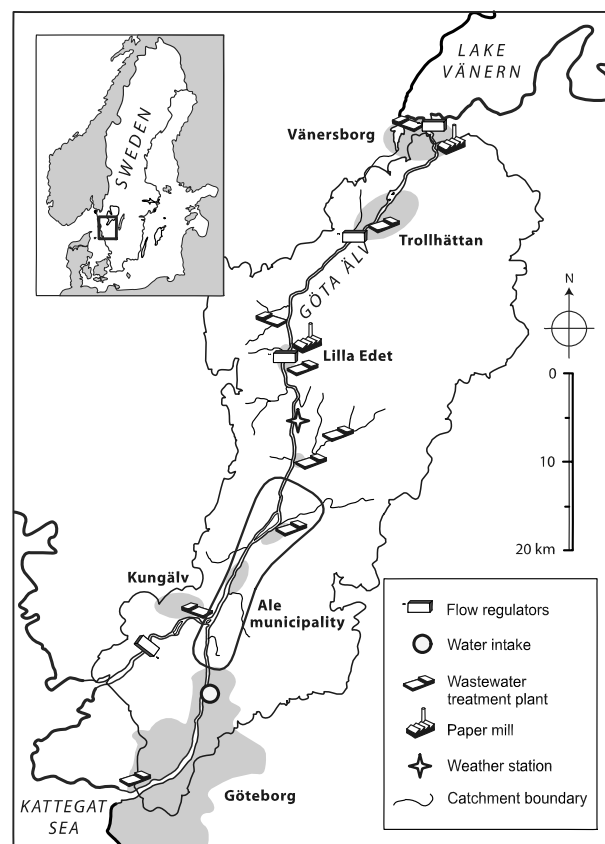 LAKE
VÄNERN
SWEDEN
Vänersborg
Trollhättan
GÖTA ÄLV
N
Lilla Edet
0
10
20 km
Kungälv
Ale
municipality
Flow regulators
Water intake
Wastewater
treatment plant
Paper mill
Weather station
Catchment boundary
Göteborg
KATTEGAT
SEA